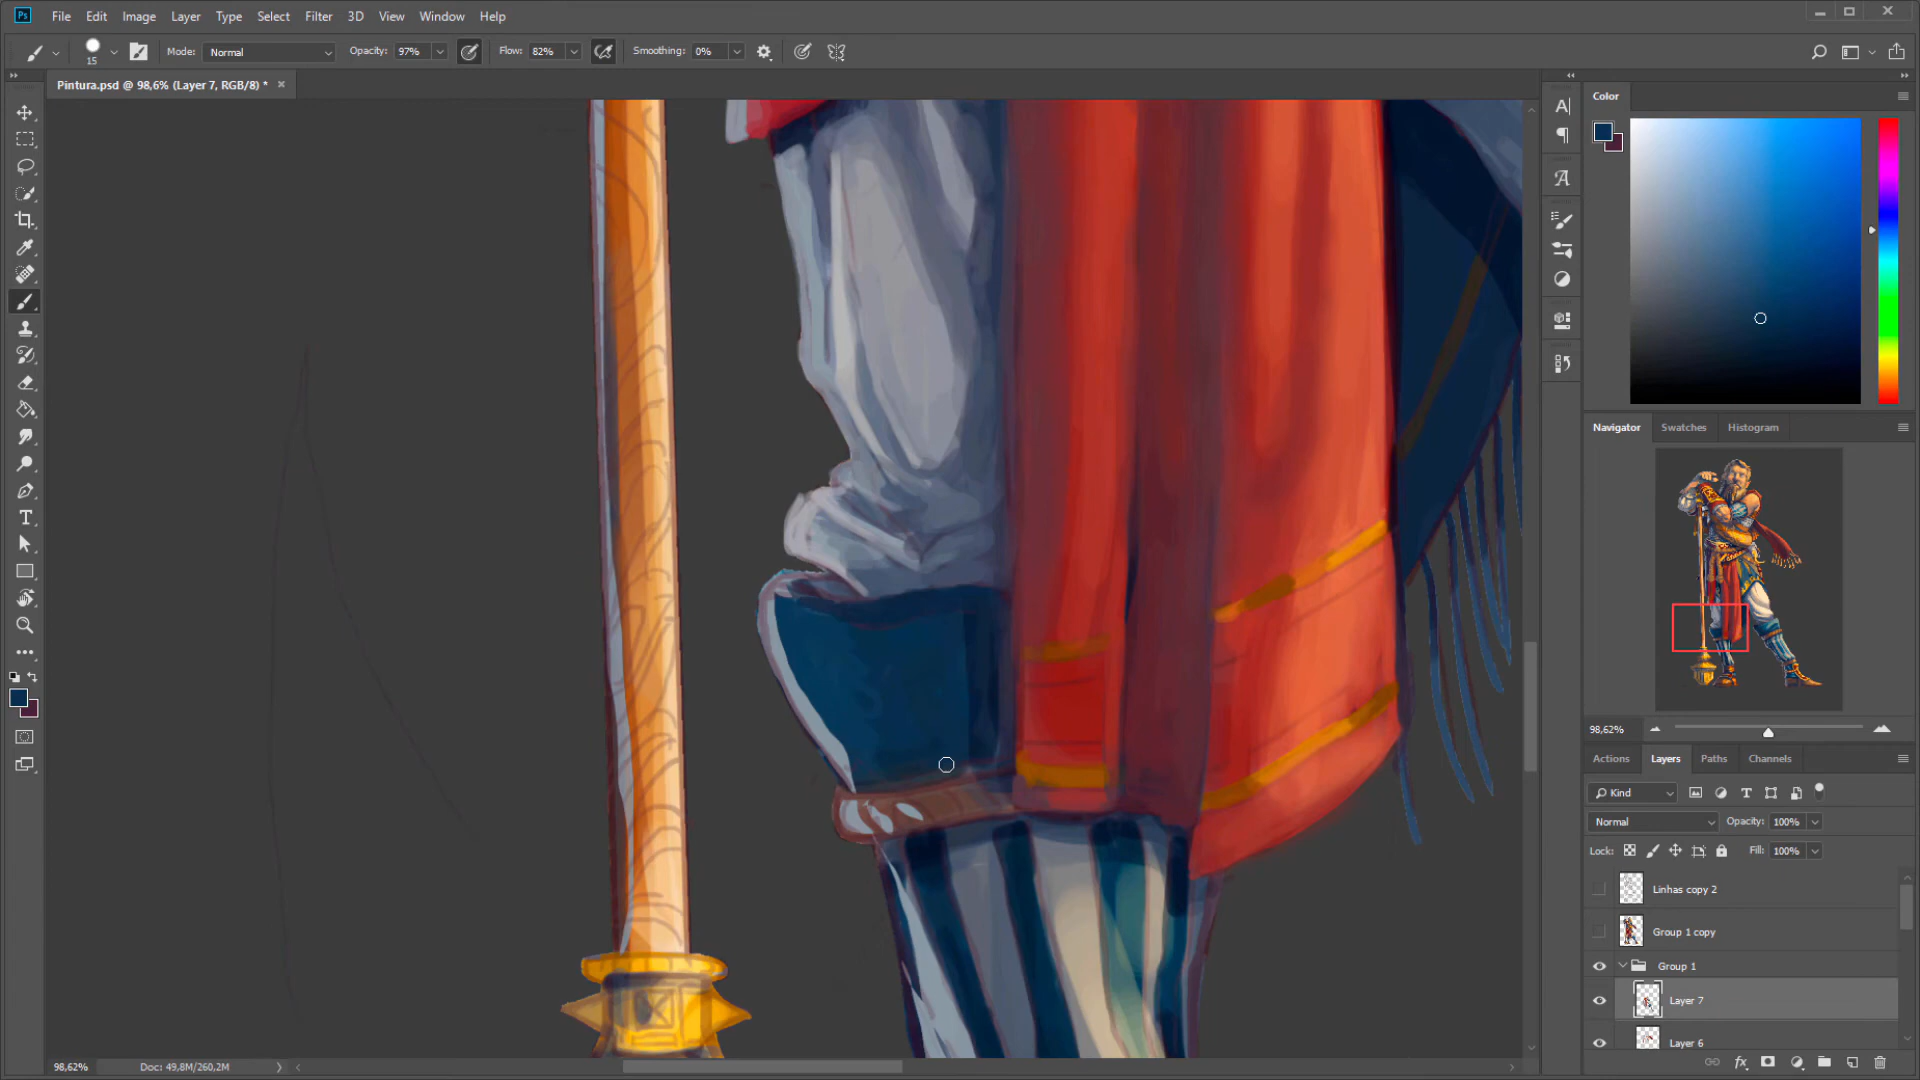 Ps File Edit Image Layer Type Select Filter 3D View Window Help
15 Mode: Normal Opacity: 97% Flow: 82% Smoothing: 0%
Pintura.psd @ 98,6% (Layer 7, RGB/8) *
Color
Navigator Swatches Histogram
98,62%
Actions Layers Paths Channels
Kind
Normal Opacity: 100%
Lock: Fill: 100%
Linhas copy 2
Group 1 copy
Group 1
Layer 7
Layer 6
98,62% Doc: 49,8M/260,2M